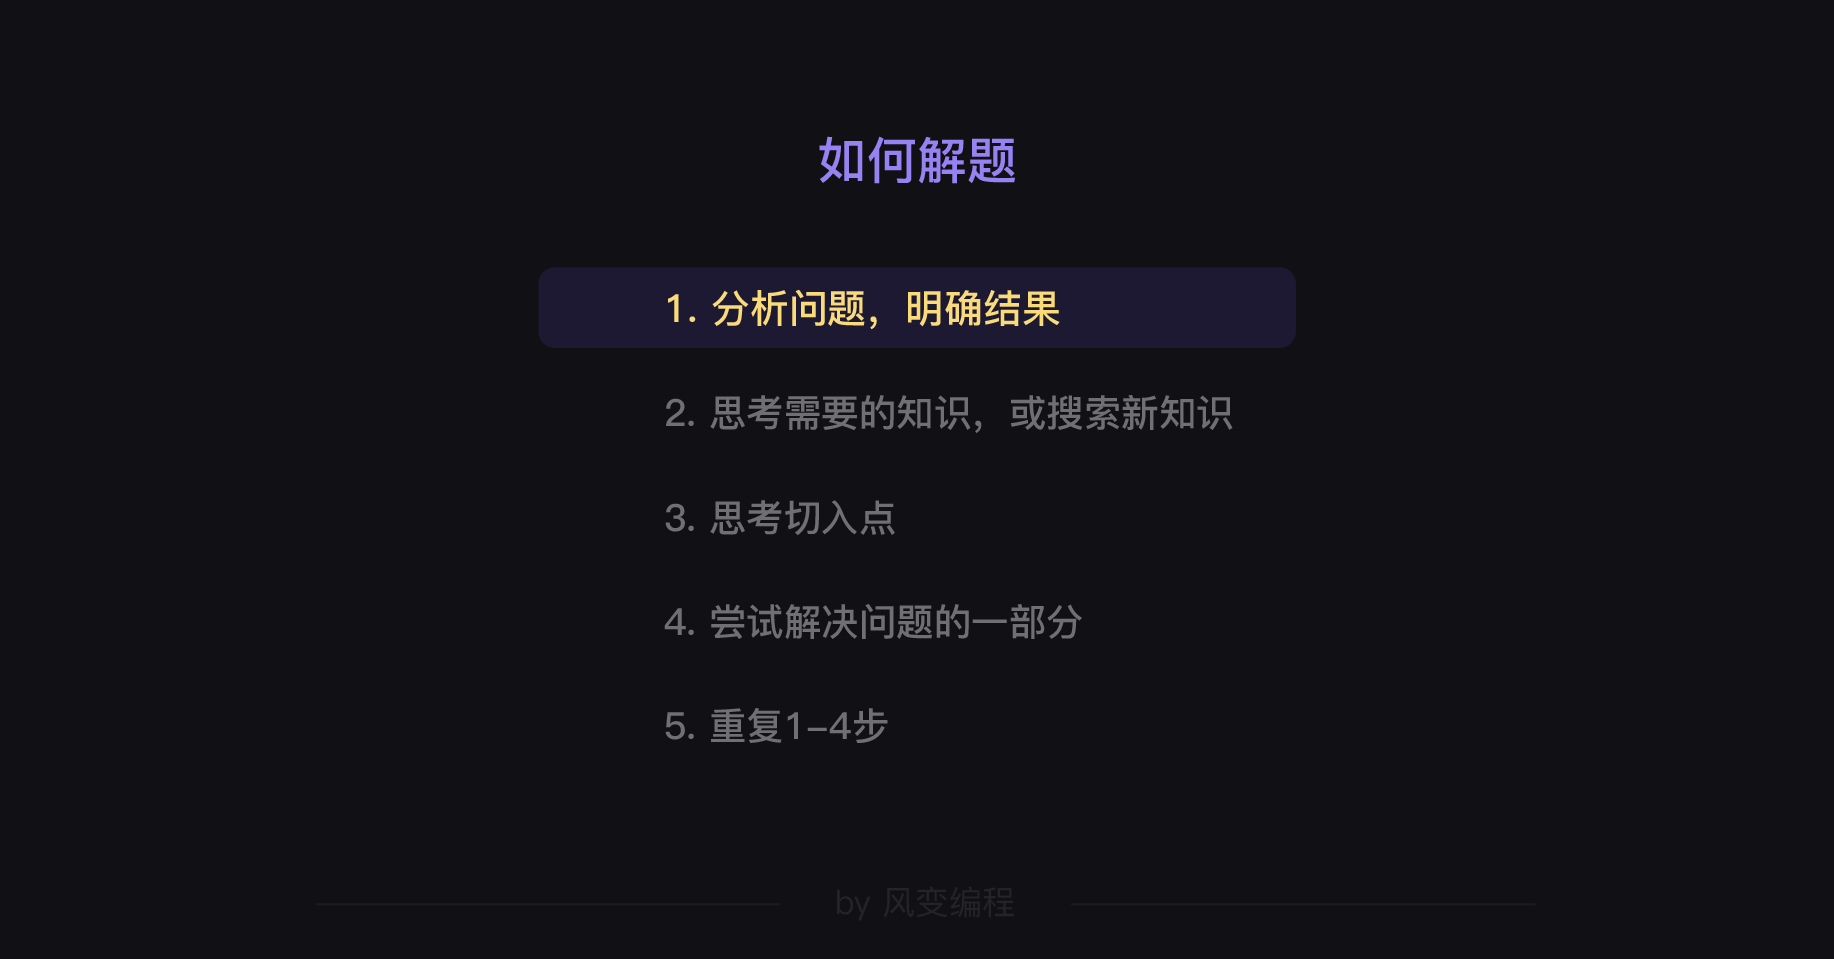 如何解题
1. 分析问题，明确结果
2. 思考需要的知识，或搜索新知识
3. 思考切入点
4. 尝试解决问题的一部分
5. 重复1-4步
by 风变编程